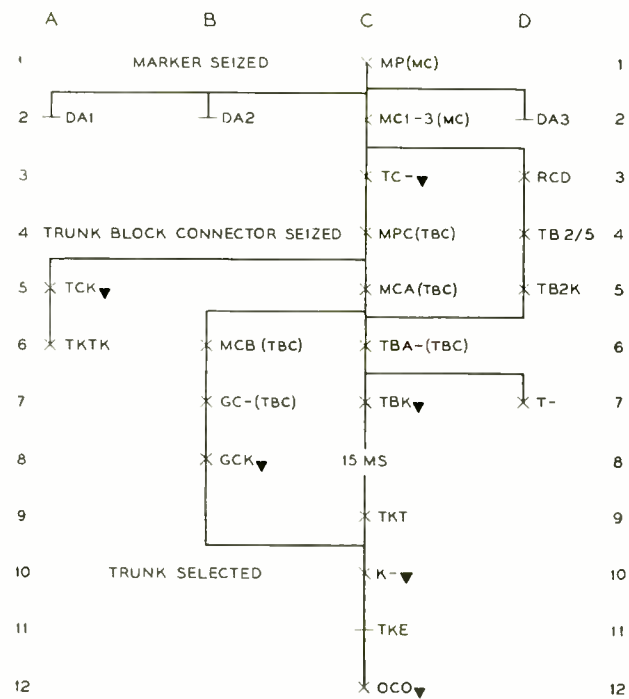 A B C D
1 MARKER SEIZED MP(MC) 1
2 DA1 DA2 MC1-3(MC) DA3 2
3 TC-▼ RCD 3
4 TRUNK BLOCK CONNECTOR SEIZED MPC(TBC) TB2/5 4
5 TCK▼ MCA(TBC) TB2K 5
6 TKTK MCB(TBC) TBA-(TBC) 6
7 GC-(TBC) TBK▼ T- 7
8 GCK▼ 15 MS 8
9 TKT 9
10 TRUNK SELECTED K-▼ 10
11 TKE 11
12 OCO▼ 12